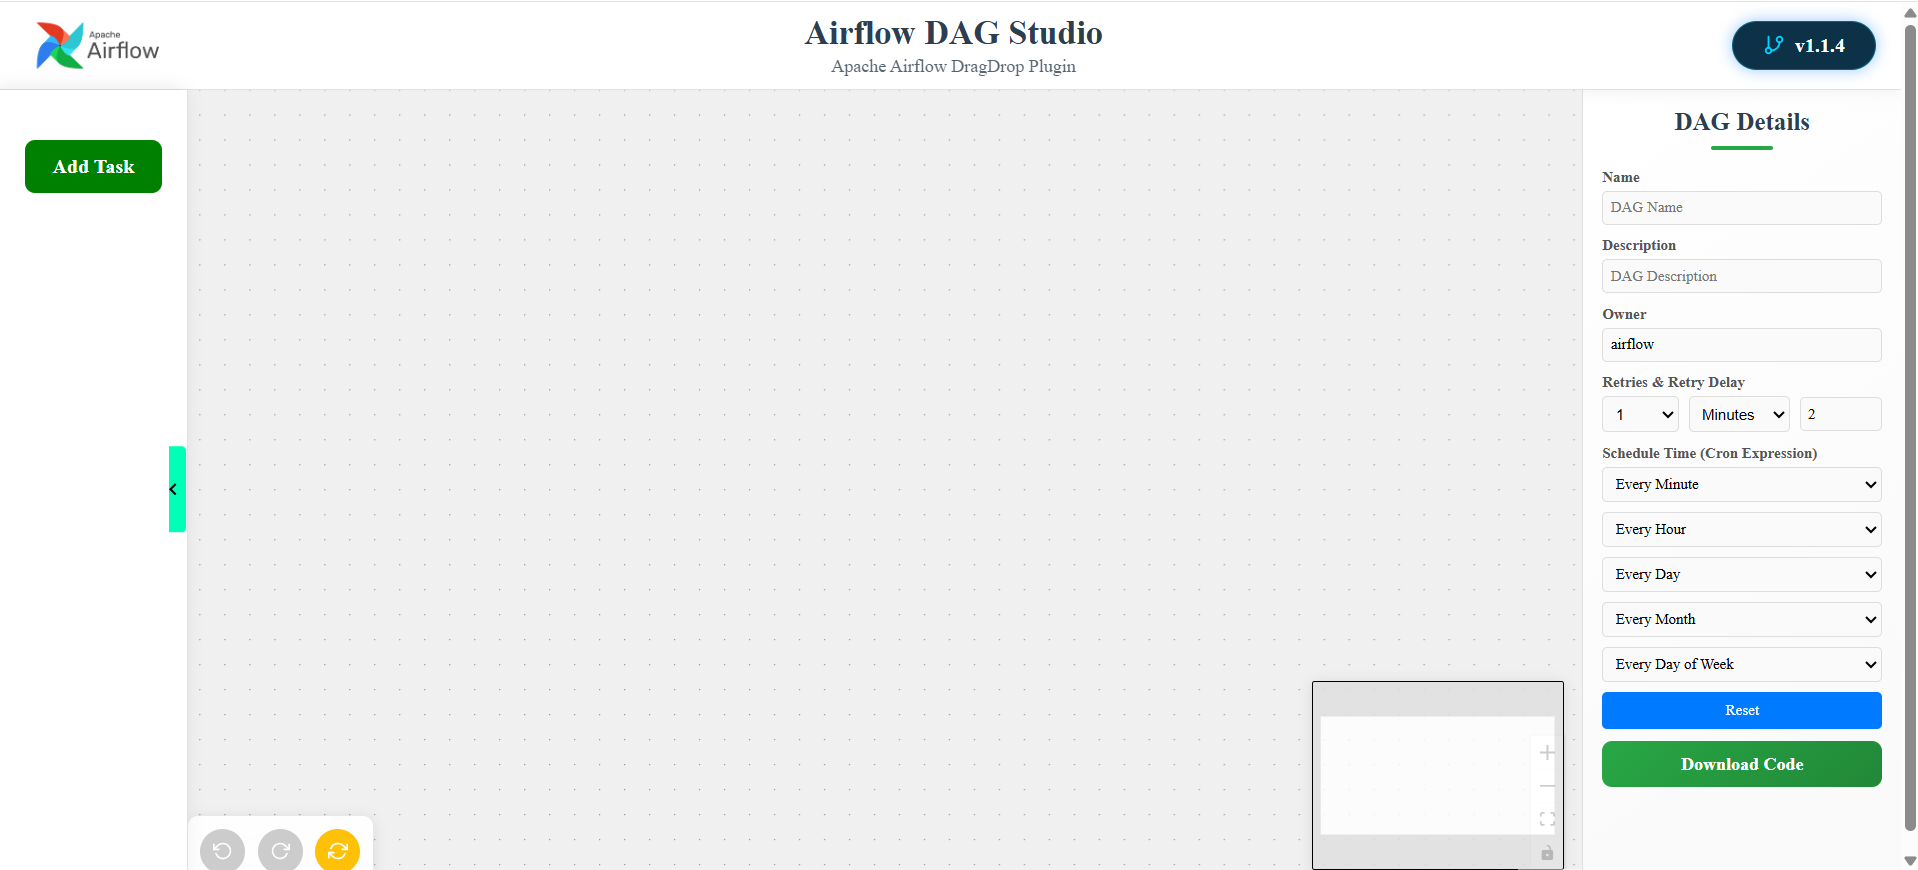 Apache
Airflow
Airflow DAG Studio
Apache Airflow DragDrop Plugin
v1.1.4
Add Task
DAG Details
Name
DAG Name
Description
DAG Description
Owner
airflow
Retries & Retry Delay
1 Minutes 2
Schedule Time (Cron Expression)
Every Minute
Every Hour
Every Day
Every Month
Every Day of Week
Reset
Download Code